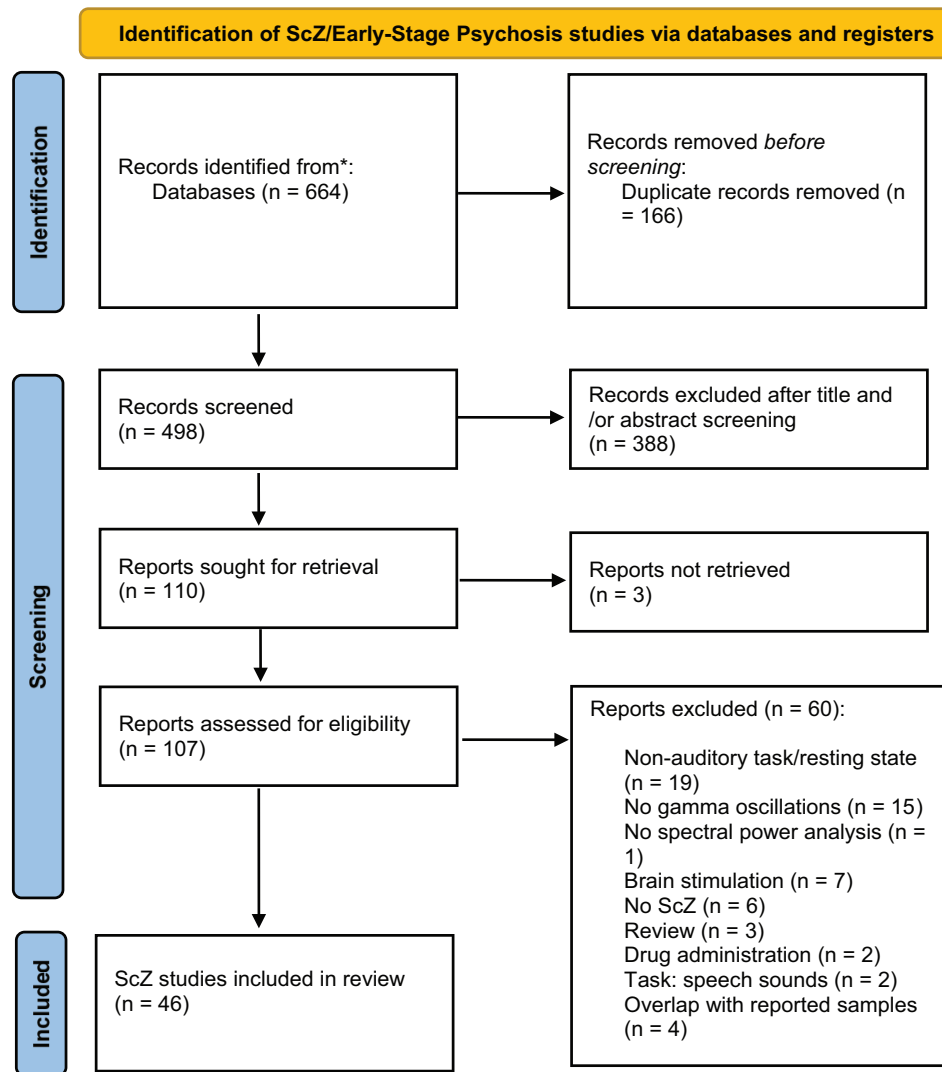 Identification of ScZ/Early-Stage Psychosis studies via databases and registers
Identification
Records identified from*:
Databases (n = 664)
Records removed before
screening:
Duplicate records removed (n
= 166)
Screening
Records screened
(n = 498)
Records excluded after title and
/or abstract screening
(n = 388)
Reports sought for retrieval
(n = 110)
Reports not retrieved
(n = 3)
Reports assessed for eligibility
(n = 107)
Reports excluded (n = 60):
Non-auditory task/resting state
(n = 19)
No gamma oscillations (n = 15)
No spectral power analysis (n =
1)
Brain stimulation (n = 7)
No ScZ (n = 6)
Review (n = 3)
Drug administration (n = 2)
Task: speech sounds (n = 2)
Overlap with reported samples
(n = 4)
Included
ScZ studies included in review
(n = 46)